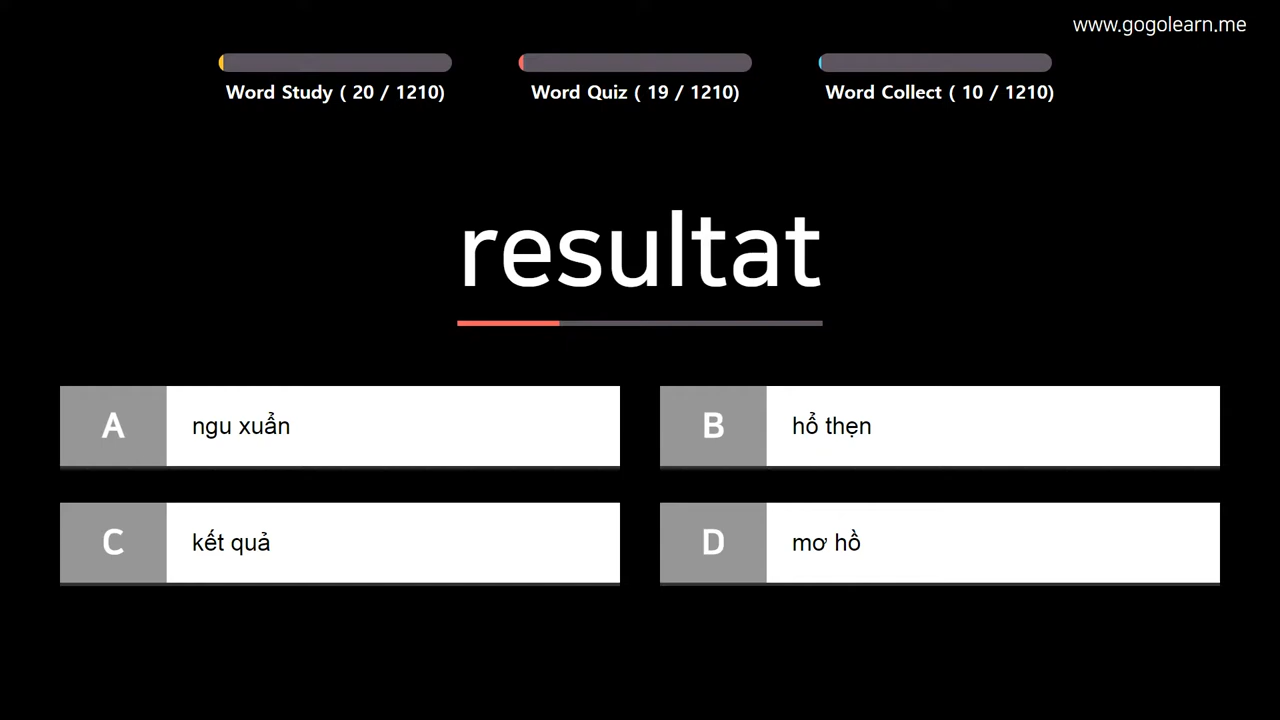 www.gogolearn.me
Word Study ( 20 / 1210)
Word Quiz ( 19 / 1210)
Word Collect ( 10 / 1210)
resultat
A ngu xuẩn
B hổ thẹn
C kết quả
D mơ hồ